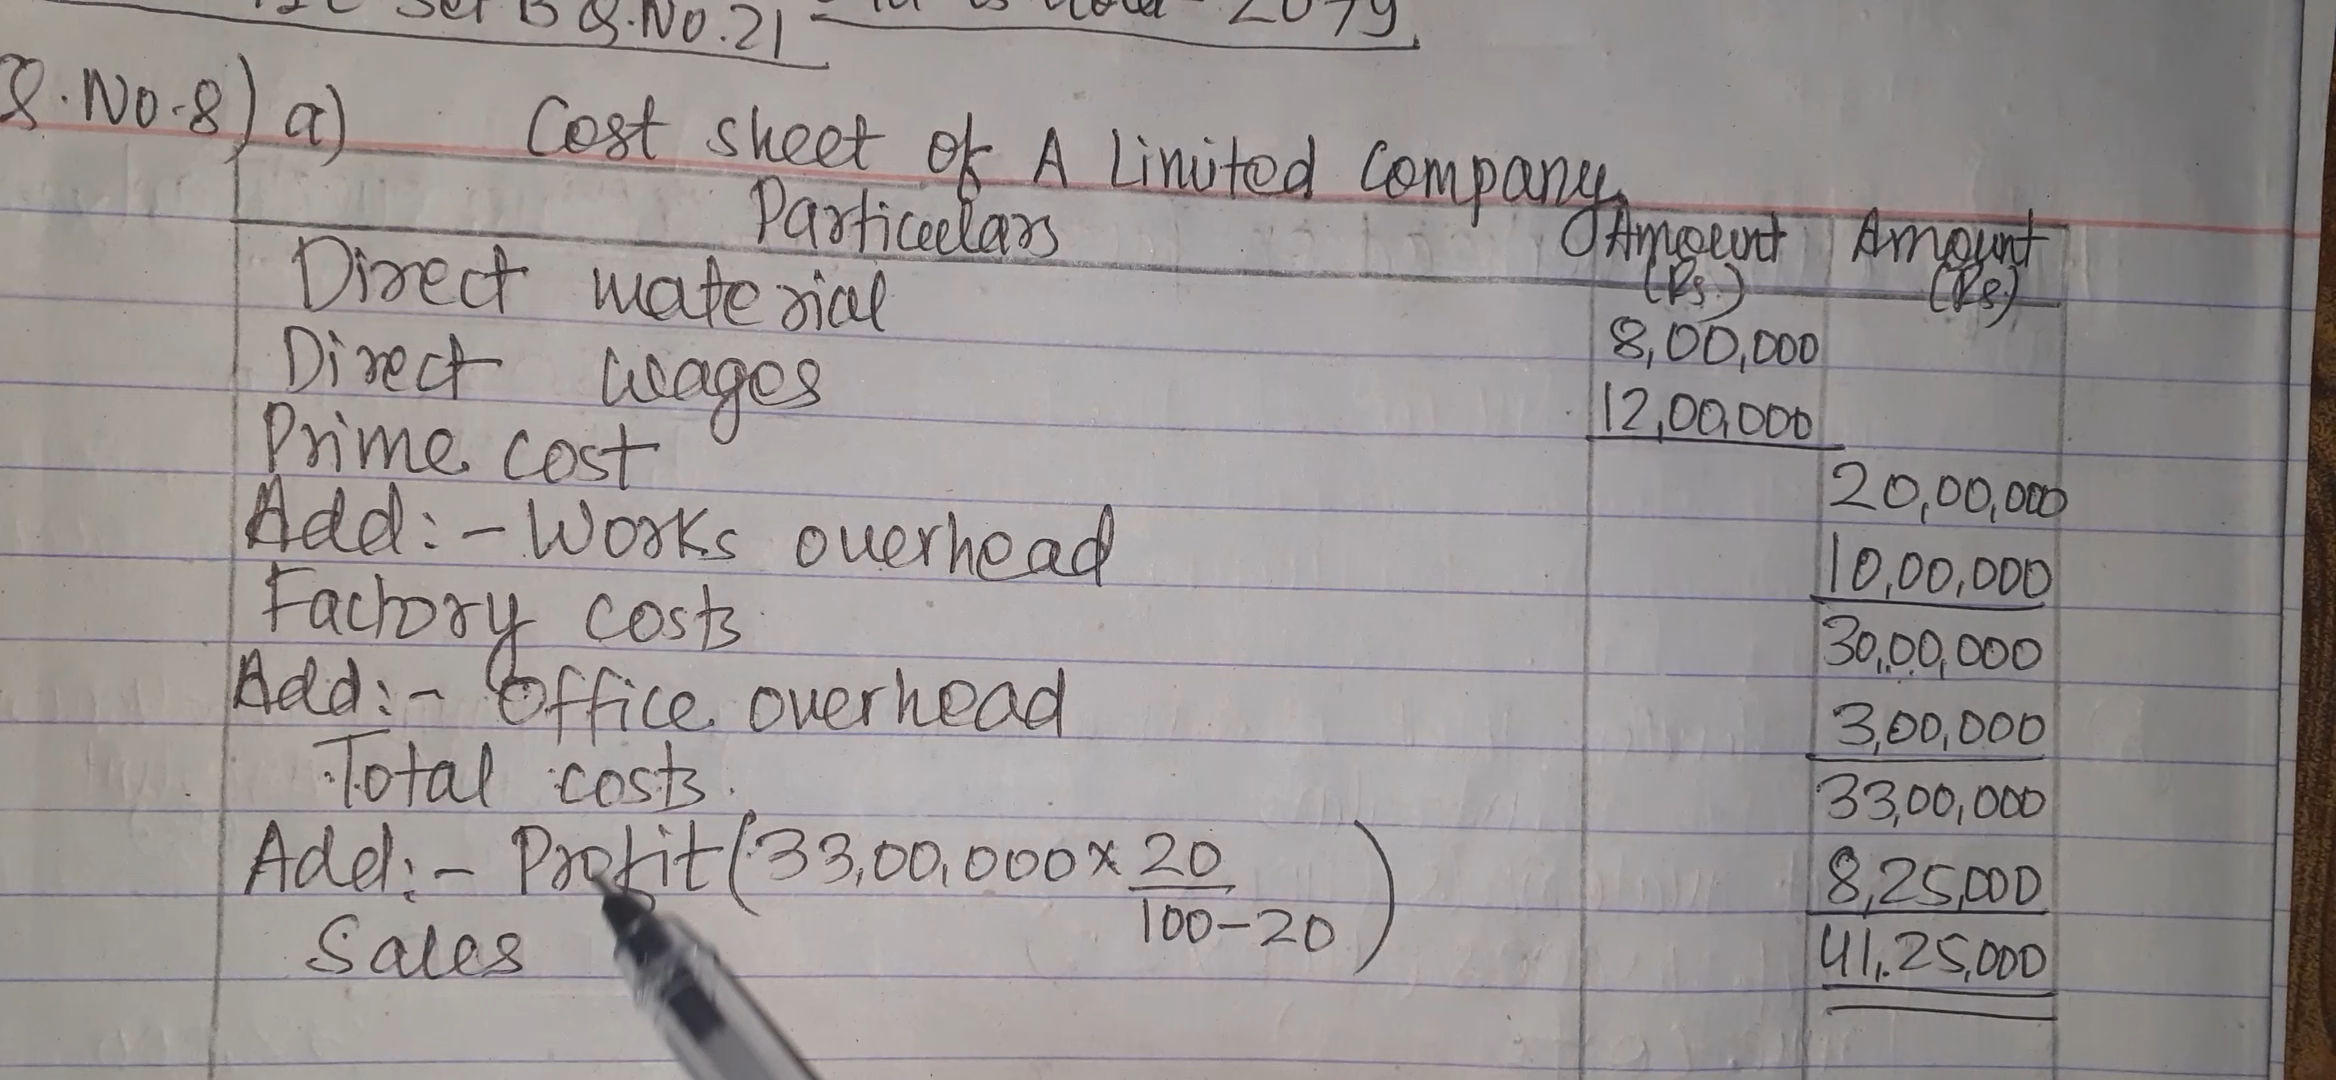 Set B Q.No.21 = 2079
Q.No.8) a) Cost sheet of A Limited Company
Particulars Amount (Rs.) Amount (Rs)
Direct material 8,00,000
Direct wages 12,00,000
Prime cost 20,00,000
Add:- Works overhead 10,00,000
Factory costs 30,00,000
Add:- Office overhead 3,00,000
Total costs. 33,00,000
Add:- Profit (33,00,000 × 20/100-20) 8,25,000
Sales 41,25,000